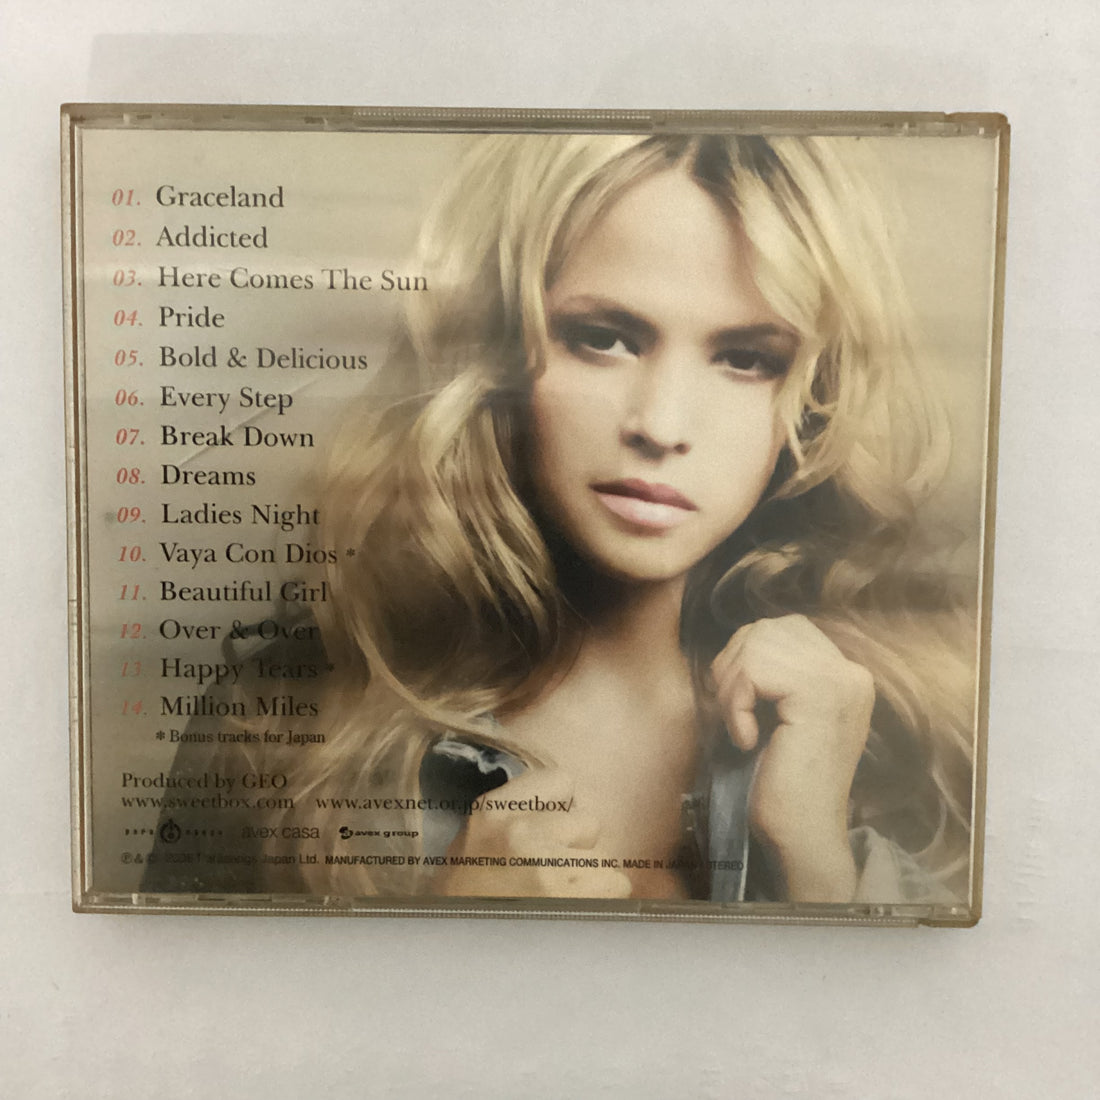 01. Graceland
02. Addicted
03. Here Comes The Sun
04. Pride
05. Bold & Delicious
06. Every Step
07. Break Down
08. Dreams
09. Ladies Night
10. Vaya Con Dios *
11. Beautiful Girl
12. Over & Over
13. Happy Tears *
14. Million Miles
* Bonus tracks for Japan
Produced by GEO
www.sweetbox.com www.avexnet.or.jp/sweetbox/
avex casa avex group
Ⓟ & © Japan Ltd. MANUFACTURED BY AVEX MARKETING COMMUNICATIONS INC. MADE IN JAPAN / STEREO